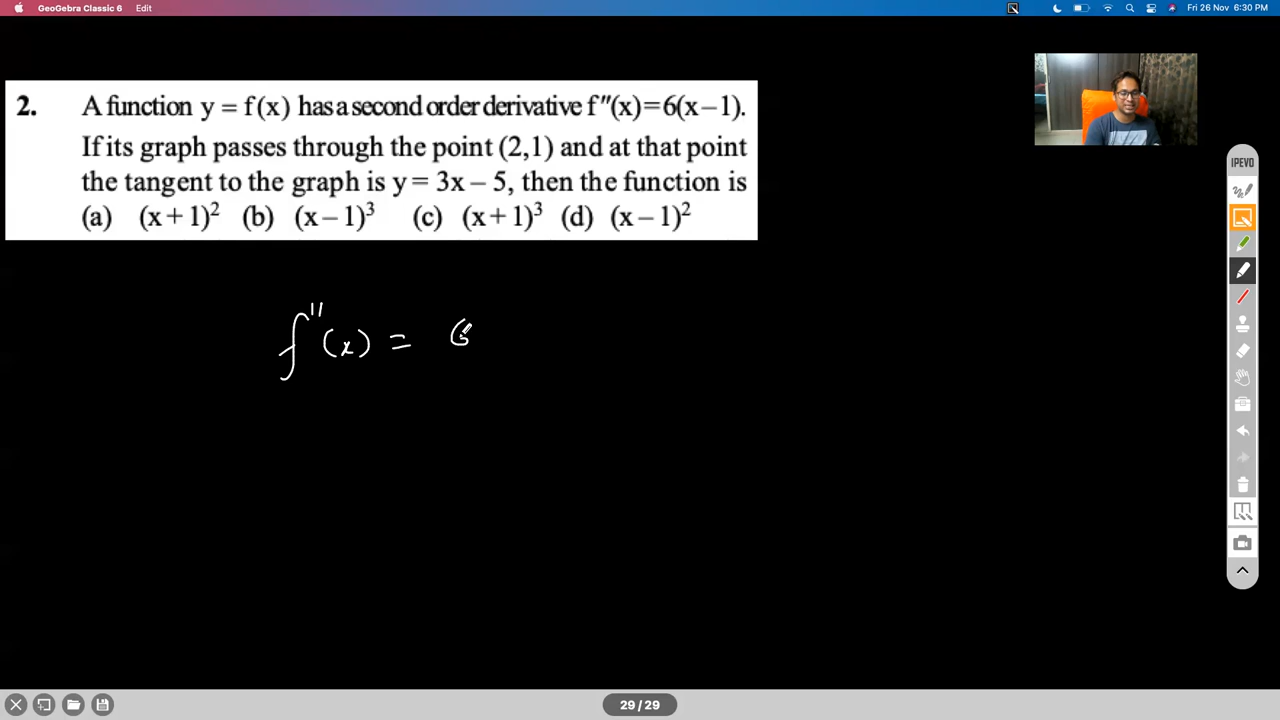 GeoGebra Classic 6 Edit Fri 26 Nov 6:30 PM
2. A function y = f(x) has a second order derivative f″(x)=6(x–1).
If its graph passes through the point (2,1) and at that point
the tangent to the graph is y = 3x – 5, then the function is
(a) (x + 1)² (b) (x – 1)³ (c) (x + 1)³ (d) (x – 1)²
IPEVO
f″(x) = 6
29 / 29